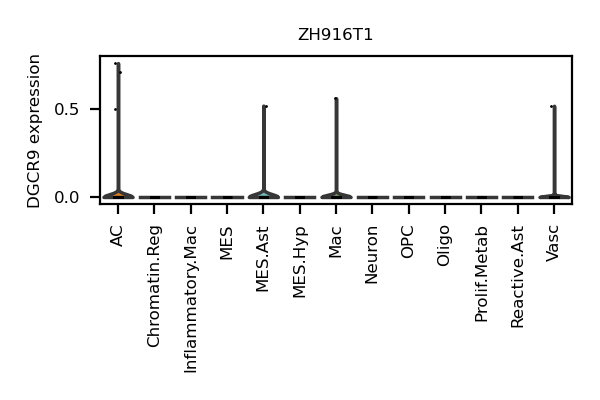 ZH916T1
DGCR9 expression
0.5
0.0
AC
Chromatin.Reg
Inflammatory.Mac
MES
MES.Ast
MES.Hyp
Mac
Neuron
OPC
Oligo
Prolif.Metab
Reactive.Ast
Vasc